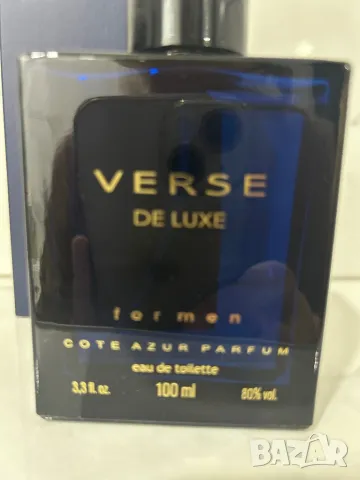 VERSE
DE LUXE
for men
COTE AZUR PARFUM
eau de toilette
3,3 fl. oz. 100 ml 80% vol.
BAZAR